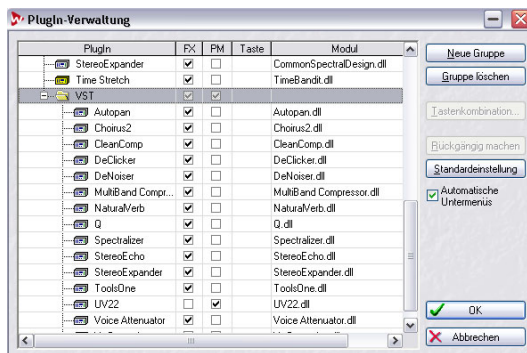 PlugIn-Verwaltung
PlugIn FX PM Taste Modul
StereoExpander CommonSpectralDesign.dll
Time Stretch TimeBandit.dll
VST
Autopan Autopan.dll
Choirus2 Choirus2.dll
CleanComp CleanComp.dll
DeClicker DeClicker.dll
DeNoiser DeNoiser.dll
MultiBand Compr... MultiBand Compressor.dll
NaturalVerb NaturalVerb.dll
Q Q.dll
Spectralizer Spectralizer.dll
StereoEcho StereoEcho.dll
StereoExpander StereoExpander.dll
ToolsOne ToolsOne.dll
UV22 UV22.dll
Voice Attenuator Voice Attenuator.dll
Neue Gruppe
Gruppe löschen
Tastenkombination...
Rückgängig machen
Standardeinstellung
Automatische
Untermenüs
OK
Abbrechen